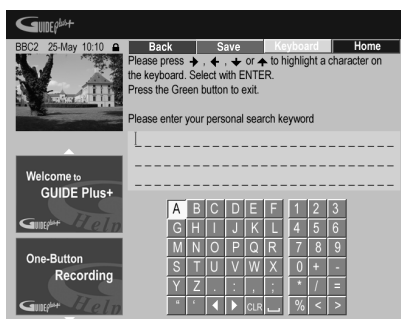 GUIDE Plus+
BBC2 25-May 10:10 Back Save Keyboard Home
Please press →, ←, ↓ or ↑ to highlight a character on
the keyboard. Select with ENTER.
Press the Green button to exit.
Please enter your personal search keyword
Welcome to
GUIDE Plus+
GUIDE Plus+ Help
One-Button
Recording
GUIDE Plus+ Help
A B C D E F 1 2 3
G H I J K L 4 5 6
M N O P Q R 7 8 9
S T U V W X 0 + -
Y Z . : , ; * / =
" ' ◀ ▶ CLR ⎵ % < >